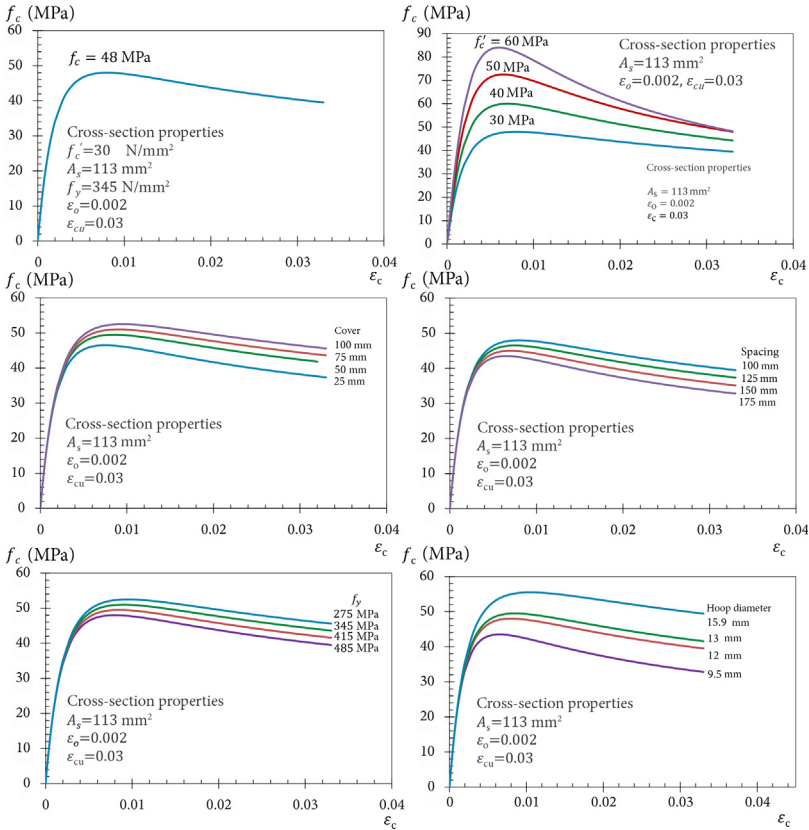 f_c (MPa)
60
50
40
30
20
10
0
f_c = 48 MPa
Cross-section properties
f_c′=30 N/mm²
A_s=113 mm²
f_y=345 N/mm²
ε_o=0.002
ε_cu=0.03
0 0.01 0.02 0.03 0.04
ε_c
f_c (MPa)
90
80
70
60
50
40
30
20
10
0
f_c′ = 60 MPa
50 MPa
40 MPa
30 MPa
Cross-section properties
A_s=113 mm²
ε_o=0.002, ε_cu=0.03
Cross-section properties
A_s = 113 mm²
ε_o = 0.002
ε_c = 0.03
0 0.01 0.02 0.03 0.04
ε_c
f_c (MPa)
60
50
40
30
20
10
0
Cover
100 mm
75 mm
50 mm
25 mm
Cross-section properties
A_s=113 mm²
ε_o=0.002
ε_cu=0.03
0 0.01 0.02 0.03 0.04
ε_c
f_c (MPa)
60
50
40
30
20
10
0
Spacing
100 mm
125 mm
150 mm
175 mm
Cross-section properties
A_s=113 mm²
ε_o=0.002
ε_cu=0.03
0 0.01 0.02 0.03 0.04
ε_c
f_c (MPa)
60
50
40
30
20
10
0
f_y
275 MPa
345 MPa
415 MPa
485 MPa
Cross-section properties
A_s=113 mm²
ε_o=0.002
ε_cu=0.03
0 0.01 0.02 0.03 0.04
ε_c
f_c (MPa)
60
50
40
30
20
10
0
Hoop diameter
15.9 mm
13 mm
12 mm
9.5 mm
Cross-section properties
A_s=113 mm²
ε_o=0.002
ε_cu=0.03
0 0.01 0.02 0.03 0.04
ε_c